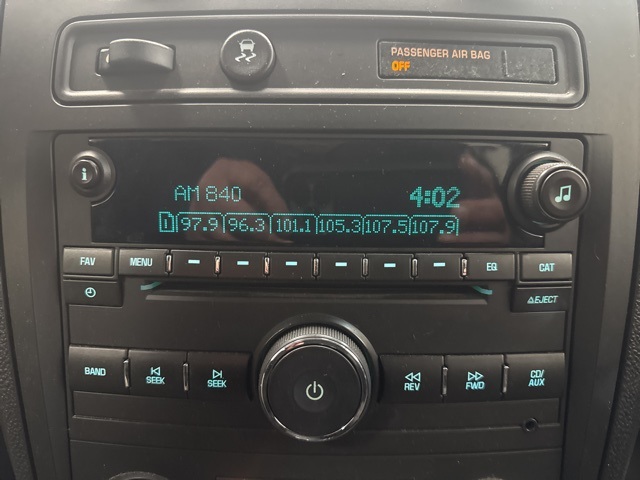 PASSENGER AIR BAG
OFF
i
AM 840 4:02
1 97.9 96.3 101.1 105.3 107.5 107.9
FAV MENU EQ CAT
EJECT
BAND SEEK SEEK REV FWD CD/
AUX